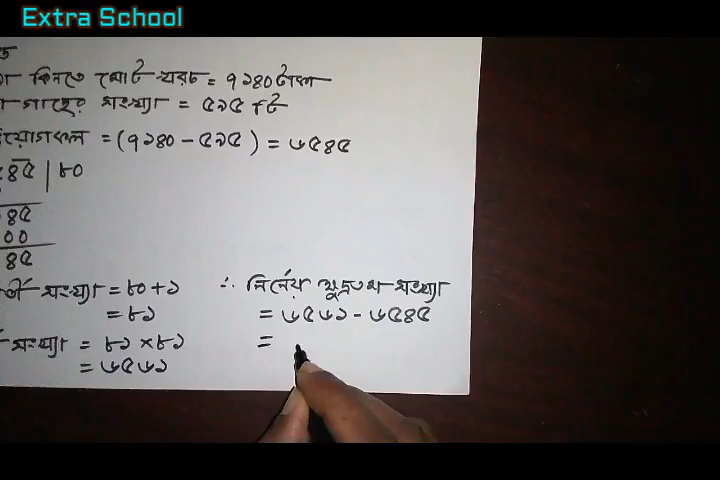 Extra School
কিনতে মোট খরচ = ৭১৪০ টাকা
গাছের সংখ্যা = ৫৯৫ টি
বিয়োগফল = (৭১৪০ - ৫৯৫) = ৬৫৪৫
৪৫ | ৮০
৪৫
০০
৪৫
সংখ্যা = ৮০ + ১
= ৮১
সংখ্যা = ৮১ × ৮১
= ৬৫৬১
∴ নির্নেয় ক্ষুদ্রতম সংখ্যা
= ৬৫৬১ - ৬৫৪৫
=